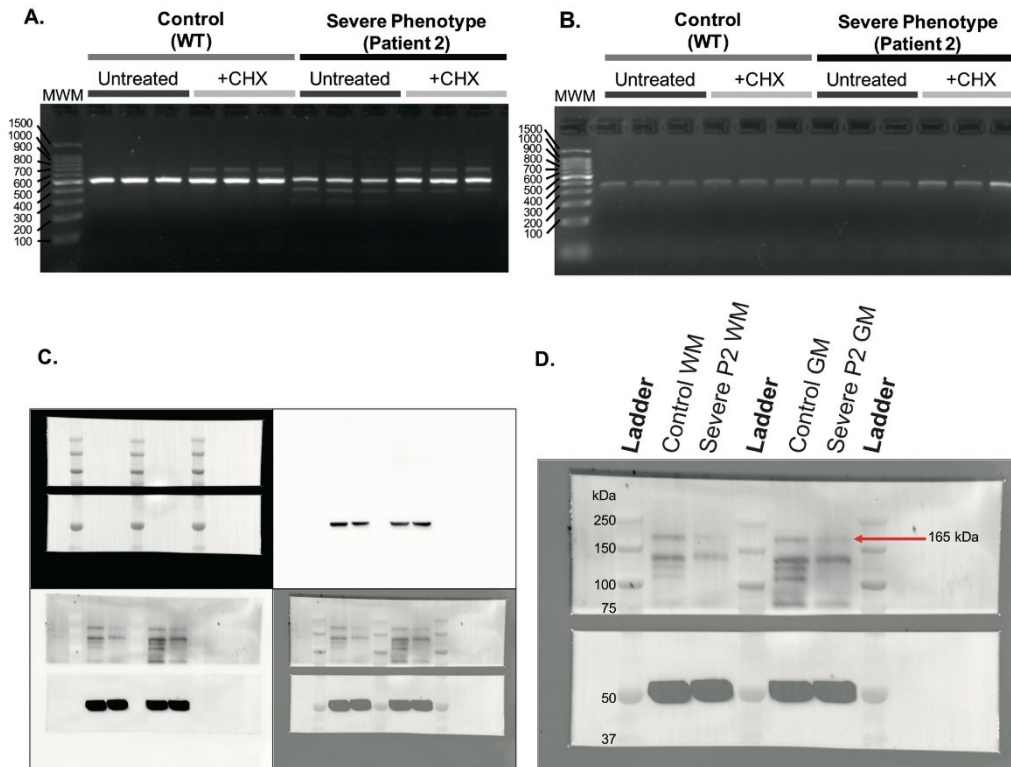 A.
Control
(WT)
Severe Phenotype
(Patient 2)
Untreated
+CHX
Untreated
+CHX
MWM
1500
1000
900
800
700
600
500
400
300
200
100
B.
Control
(WT)
Severe Phenotype
(Patient 2)
Untreated
+CHX
Untreated
+CHX
MWM
1500
1000
900
800
700
600
500
400
300
200
100
C.
D.
Ladder
Control WM
Severe P2 WM
Ladder
Control GM
Severe P2 GM
Ladder
kDa
250
150
100
75
50
37
165 kDa